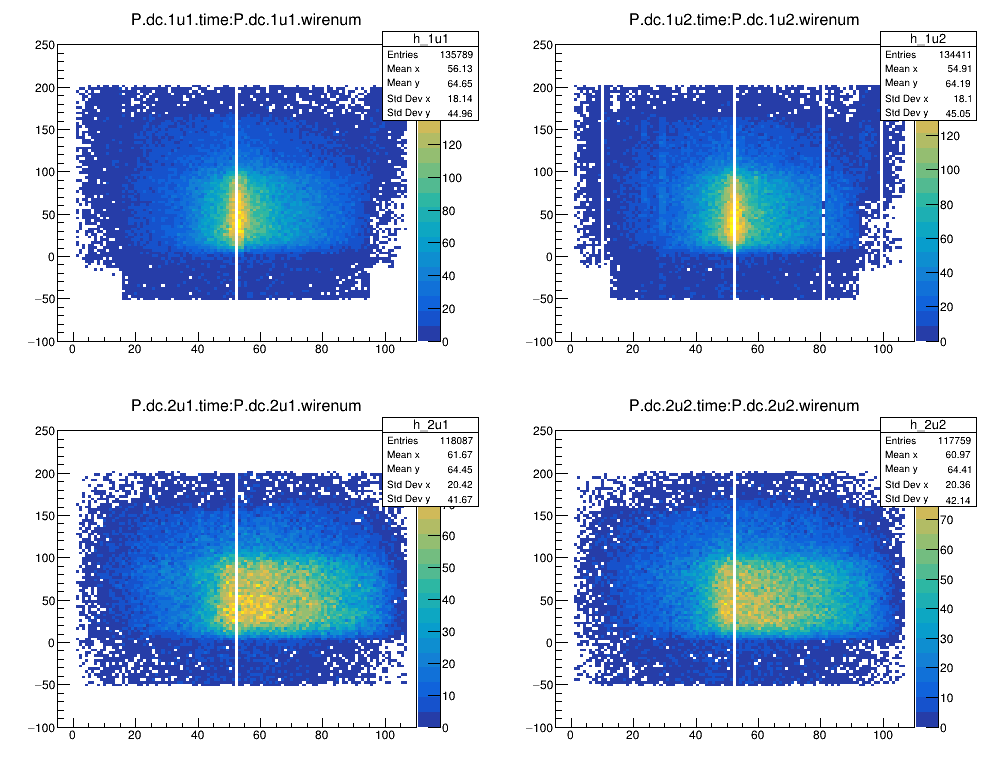 P.dc.1u1.time:P.dc.1u1.wirenum
h_1u1
Entries 135789
Mean x 56.13
Mean y 64.65
Std Dev x 18.14
Std Dev y 44.96
250
200
150
100
50
0
−50
−100
0 20 40 60 80 100
120
100
80
60
40
20
0
P.dc.1u2.time:P.dc.1u2.wirenum
h_1u2
Entries 134411
Mean x 54.91
Mean y 64.19
Std Dev x 18.1
Std Dev y 45.05
250
200
150
100
50
0
−50
−100
0 20 40 60 80 100
120
100
80
60
40
20
0
P.dc.2u1.time:P.dc.2u1.wirenum
h_2u1
Entries 118087
Mean x 61.67
Mean y 64.45
Std Dev x 20.42
Std Dev y 41.67
250
200
150
100
50
0
−50
−100
0 20 40 60 80 100
60
50
40
30
20
10
0
P.dc.2u2.time:P.dc.2u2.wirenum
h_2u2
Entries 117759
Mean x 60.97
Mean y 64.41
Std Dev x 20.36
Std Dev y 42.14
250
200
150
100
50
0
−50
−100
0 20 40 60 80 100
70
60
50
40
30
20
10
0